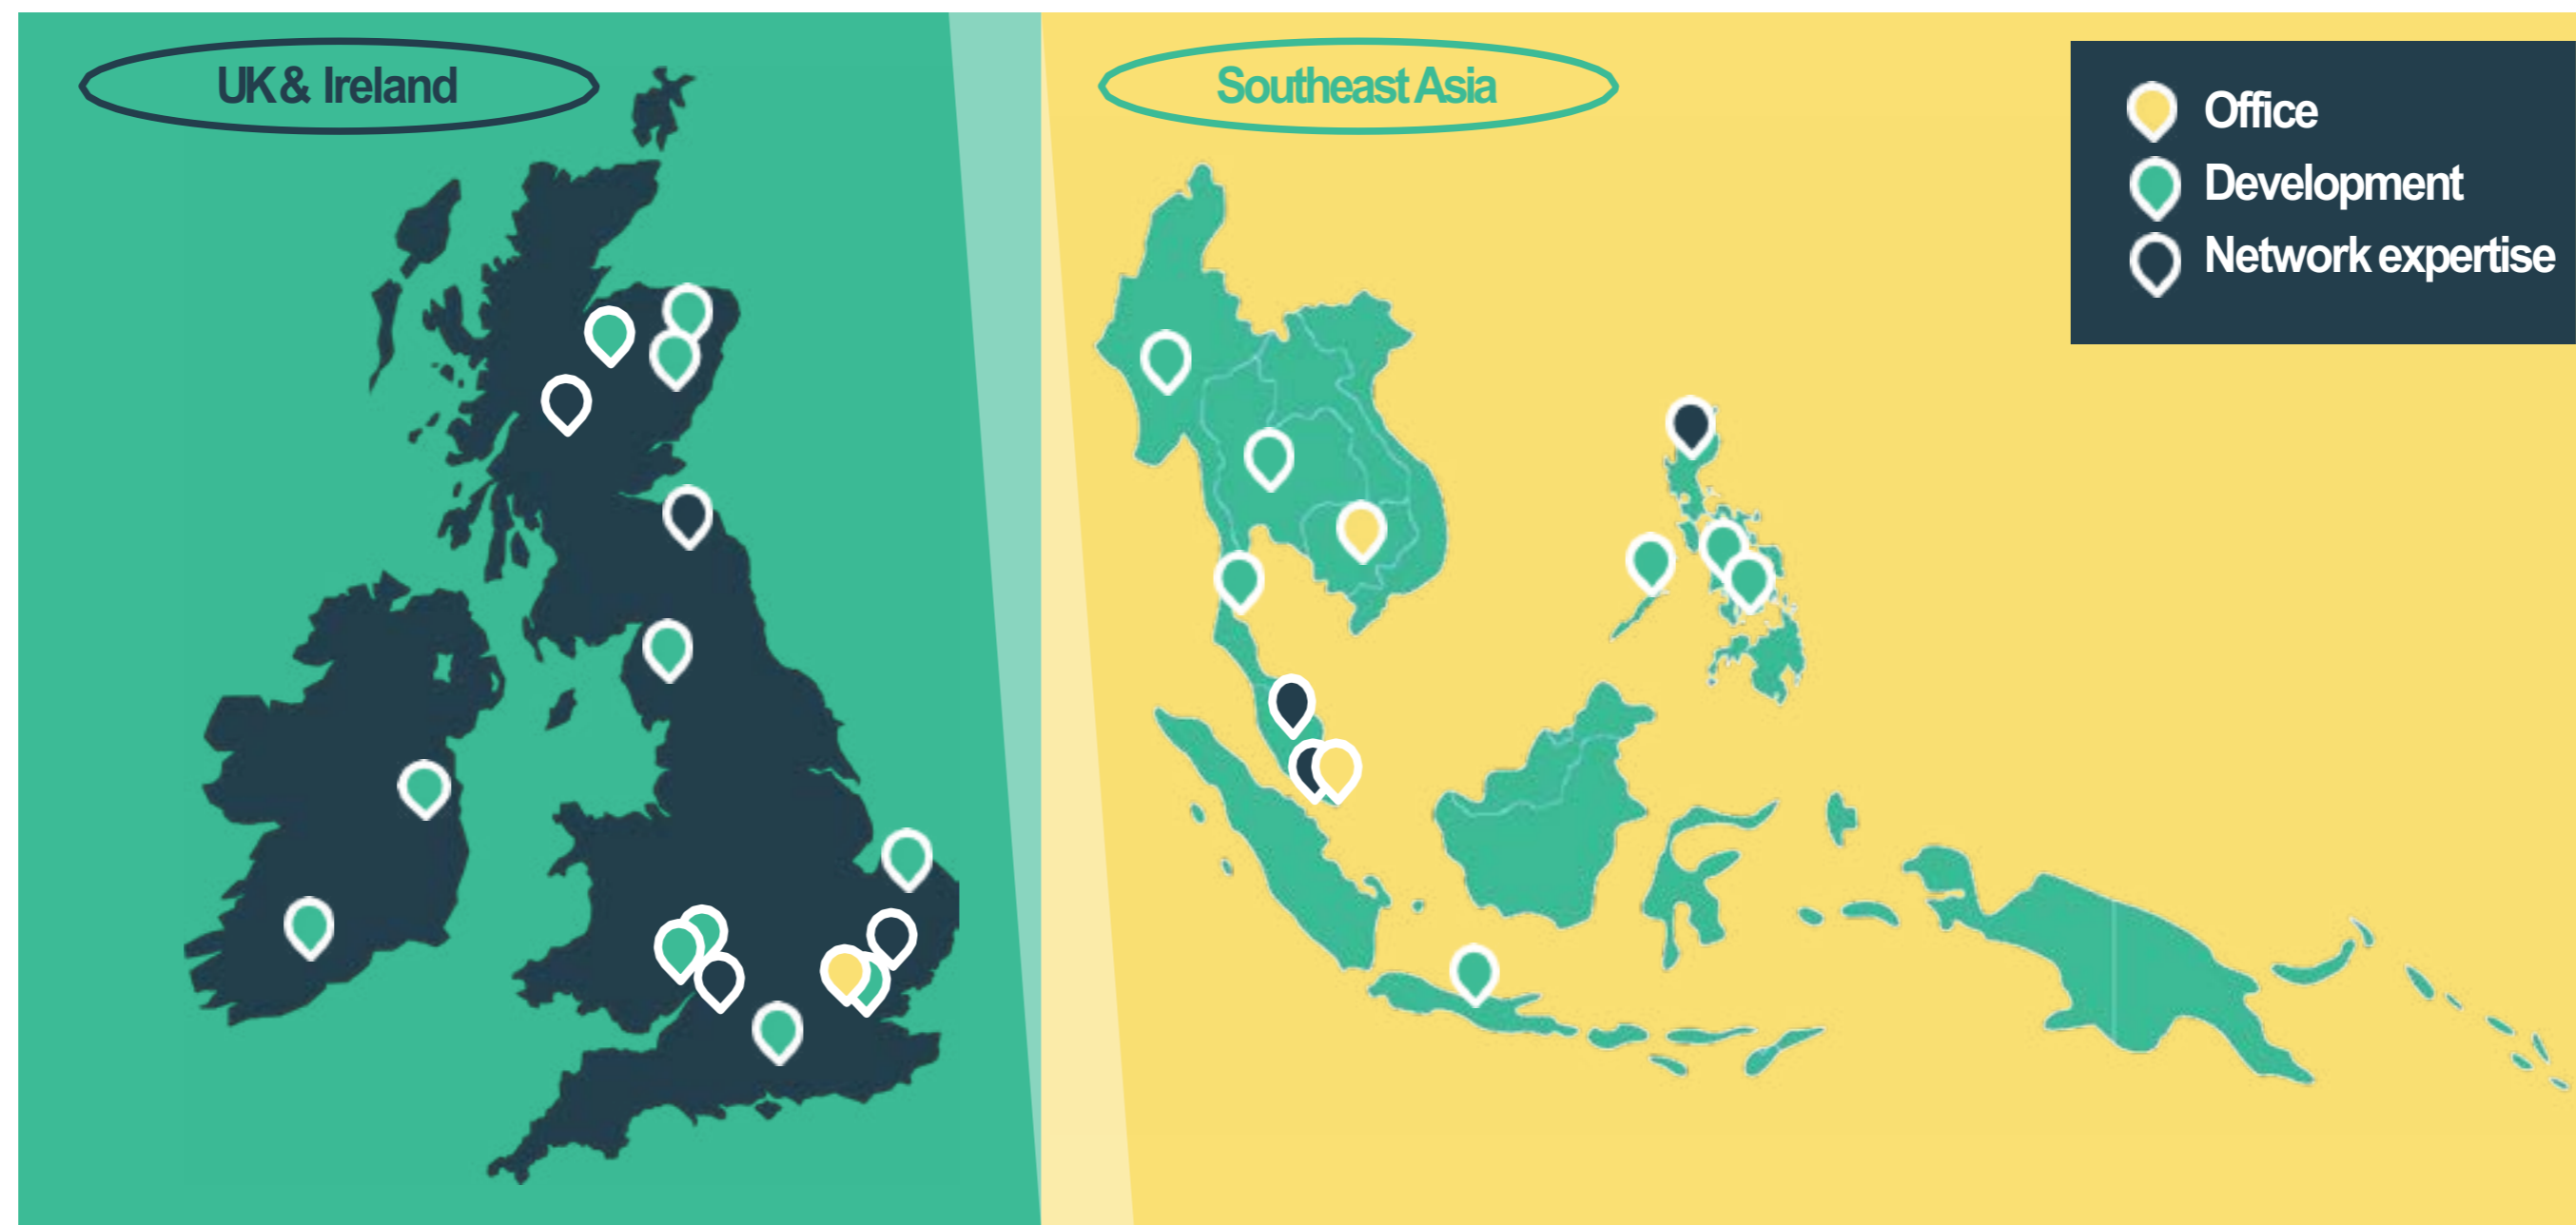 UK & Ireland
Southeast Asia
Office
Development
Network expertise